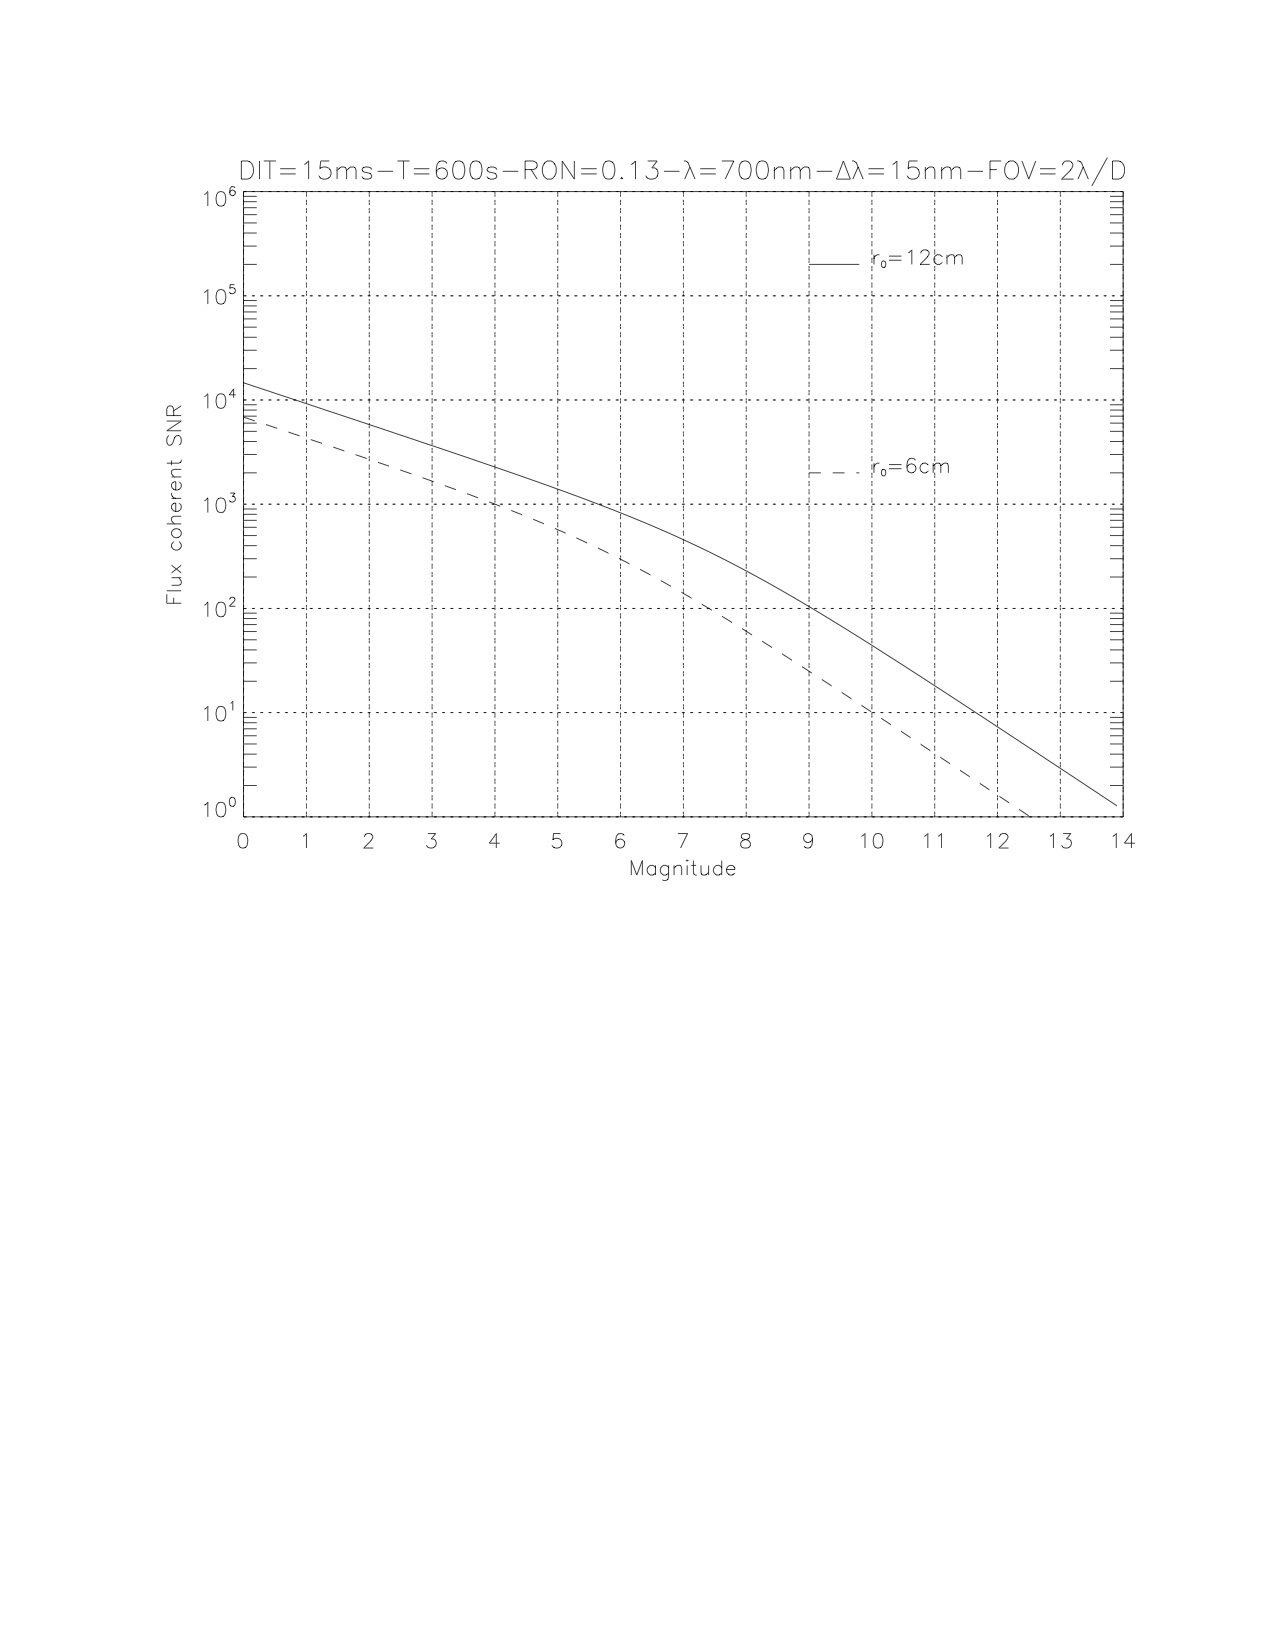 DIT=15ms−T=600s−RON=0.13−λ=700nm−Δλ=15nm−FOV=2λ/D
10⁶
r₀=12cm
10⁵
10⁴
Flux coherent SNR
r₀=6cm
10³
10²
10¹
10⁰
0 1 2 3 4 5 6 7 8 9 10 11 12 13 14
Magnitude